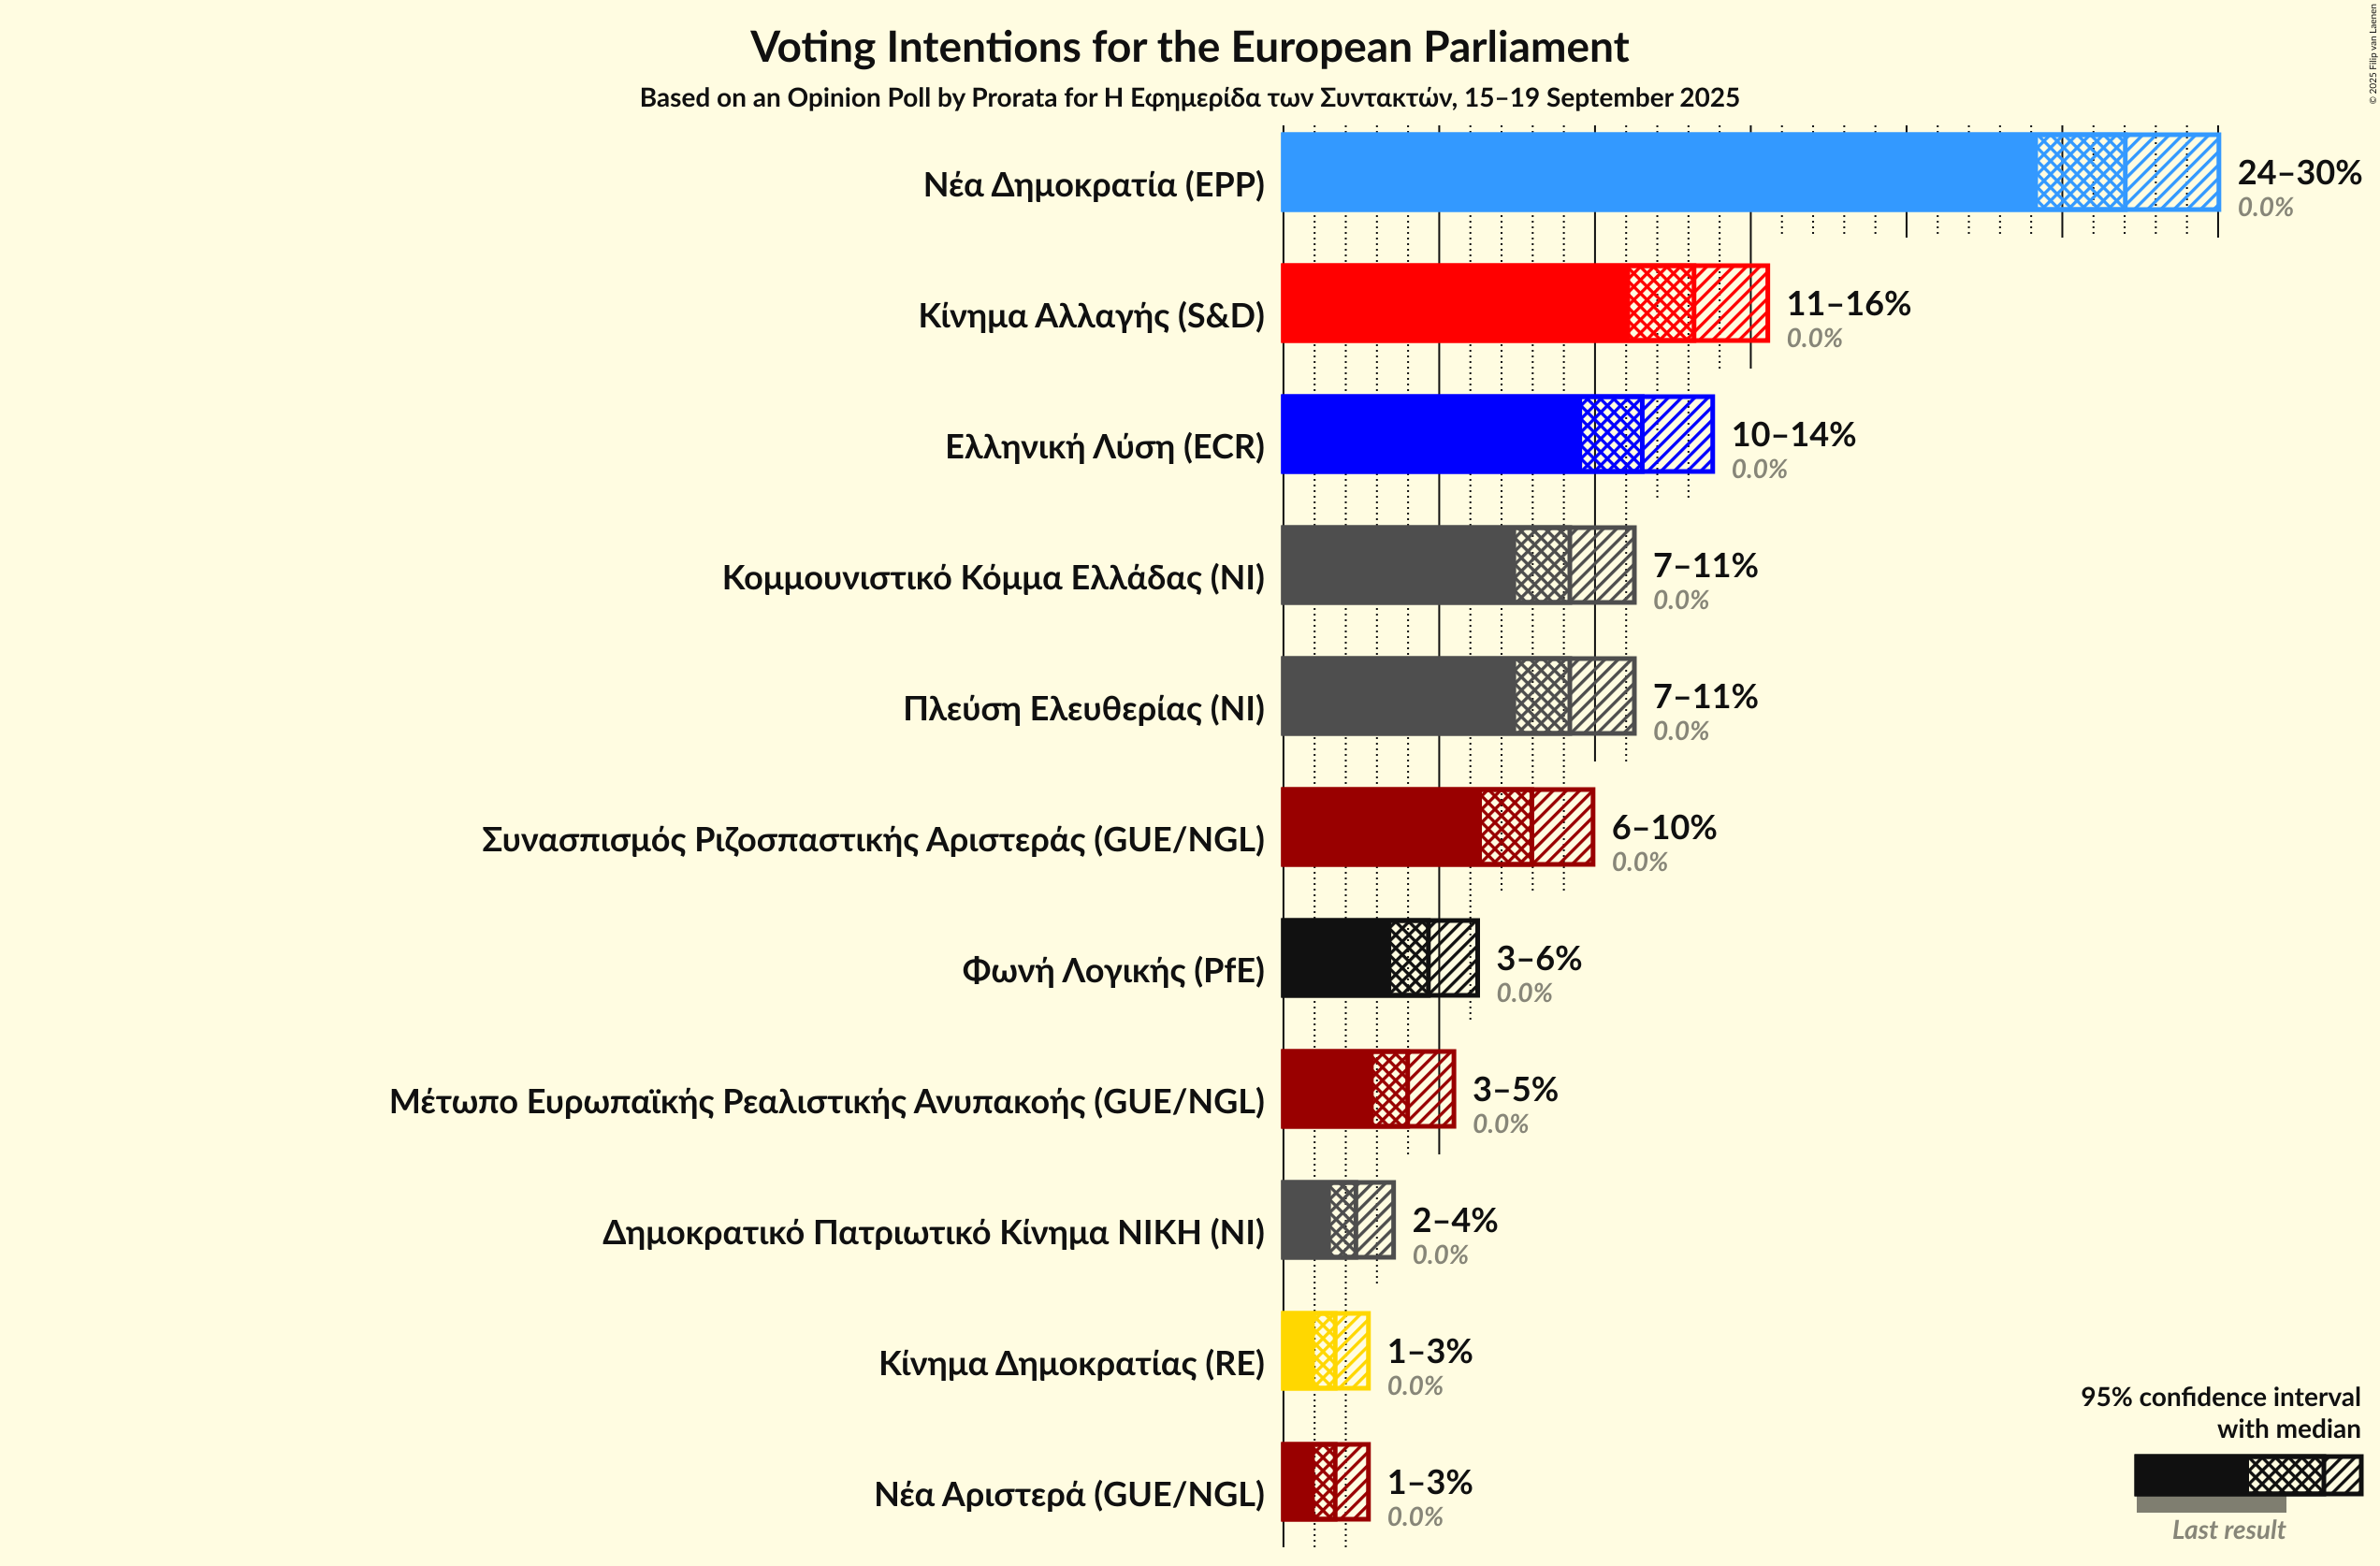 Voting Intentions for the European Parliament
Based on an Opinion Poll by Prorata for Η Εφημερίδα των Συντακτών, 15–19 September 2025
© 2025 Filip van Laenen
Νέα Δημοκρατία (EPP)
24–30%
0.0%
Κίνημα Αλλαγής (S&D)
11–16%
0.0%
Ελληνική Λύση (ECR)
10–14%
0.0%
Κομμουνιστικό Κόμμα Ελλάδας (NI)
7–11%
0.0%
Πλεύση Ελευθερίας (NI)
7–11%
0.0%
Συνασπισμός Ριζοσπαστικής Αριστεράς (GUE/NGL)
6–10%
0.0%
Φωνή Λογικής (PfE)
3–6%
0.0%
Μέτωπο Ευρωπαϊκής Ρεαλιστικής Ανυπακοής (GUE/NGL)
3–5%
0.0%
Δημοκρατικό Πατριωτικό Κίνημα ΝΙΚΗ (NI)
2–4%
0.0%
Κίνημα Δημοκρατίας (RE)
1–3%
0.0%
Νέα Αριστερά (GUE/NGL)
1–3%
0.0%
95% confidence interval
with median
Last result